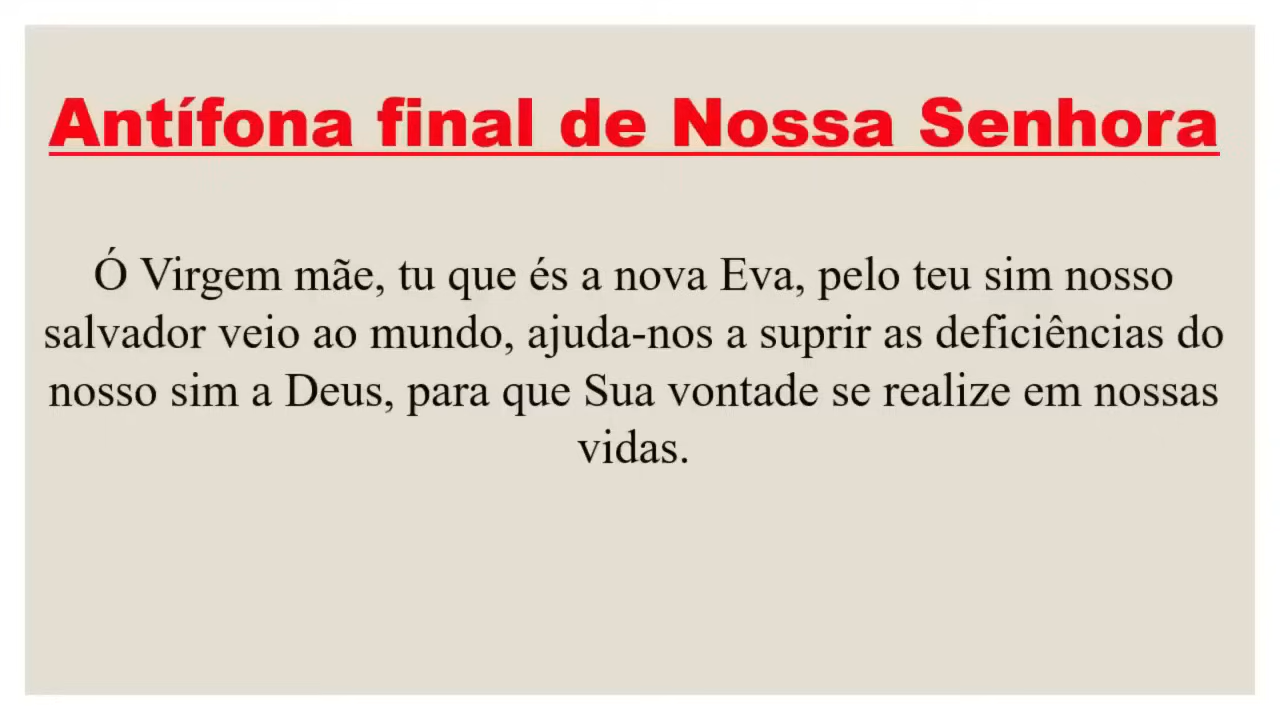 Antífona final de Nossa Senhora
Ó Virgem mãe, tu que és a nova Eva, pelo teu sim nosso
salvador veio ao mundo, ajuda-nos a suprir as deficiências do
nosso sim a Deus, para que Sua vontade se realize em nossas
vidas.